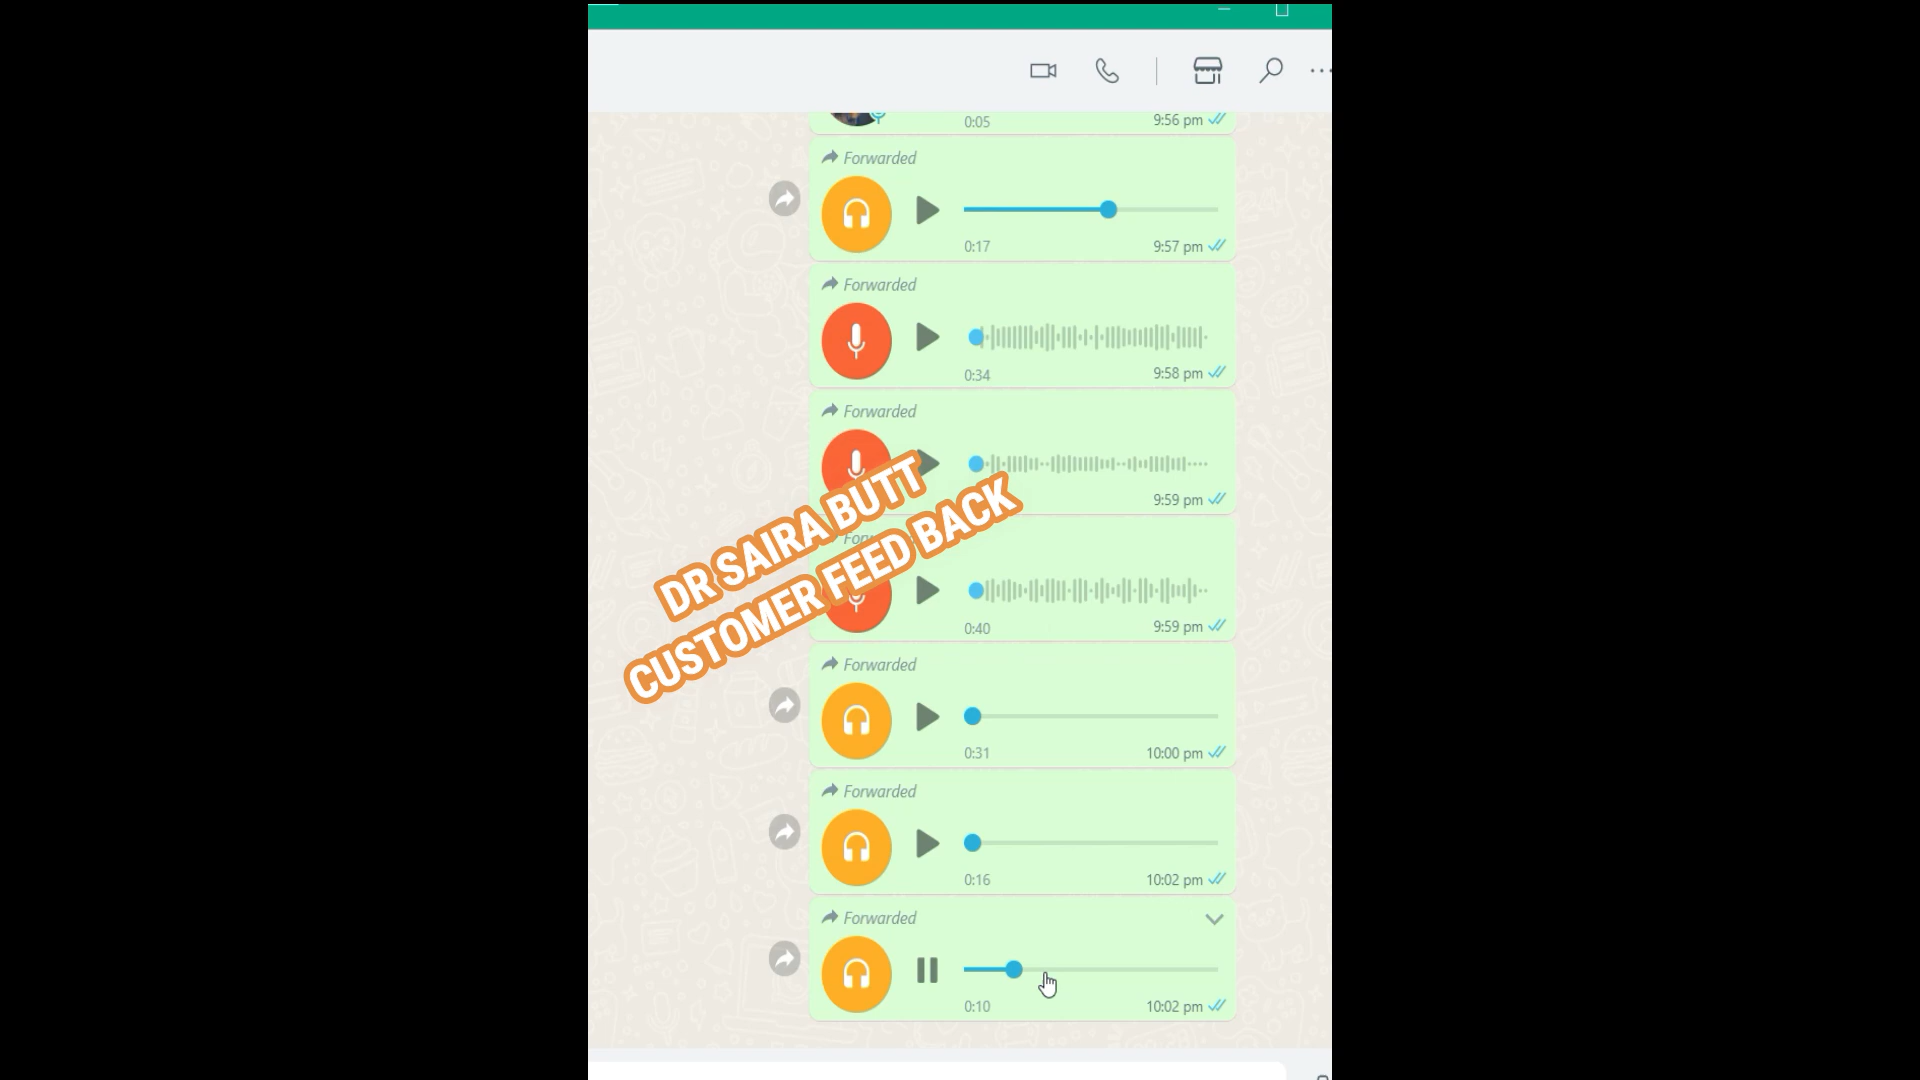 0:05 9:56 pm
Forwarded
0:17 9:57 pm
Forwarded
0:34 9:58 pm
Forwarded
9:59 pm
DR SAIRA BUTT
CUSTOMER FEED BACK
0:40 9:59 pm
Forwarded
0:31 10:00 pm
Forwarded
0:16 10:02 pm
Forwarded
0:10 10:02 pm